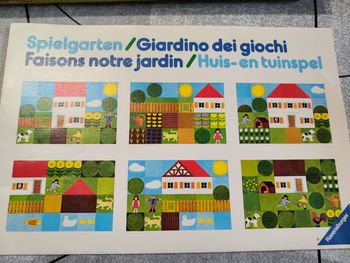 Spielgarten / Giardino dei giochi
Faisons notre jardin / Huis- en tuinspel
Ravensburger